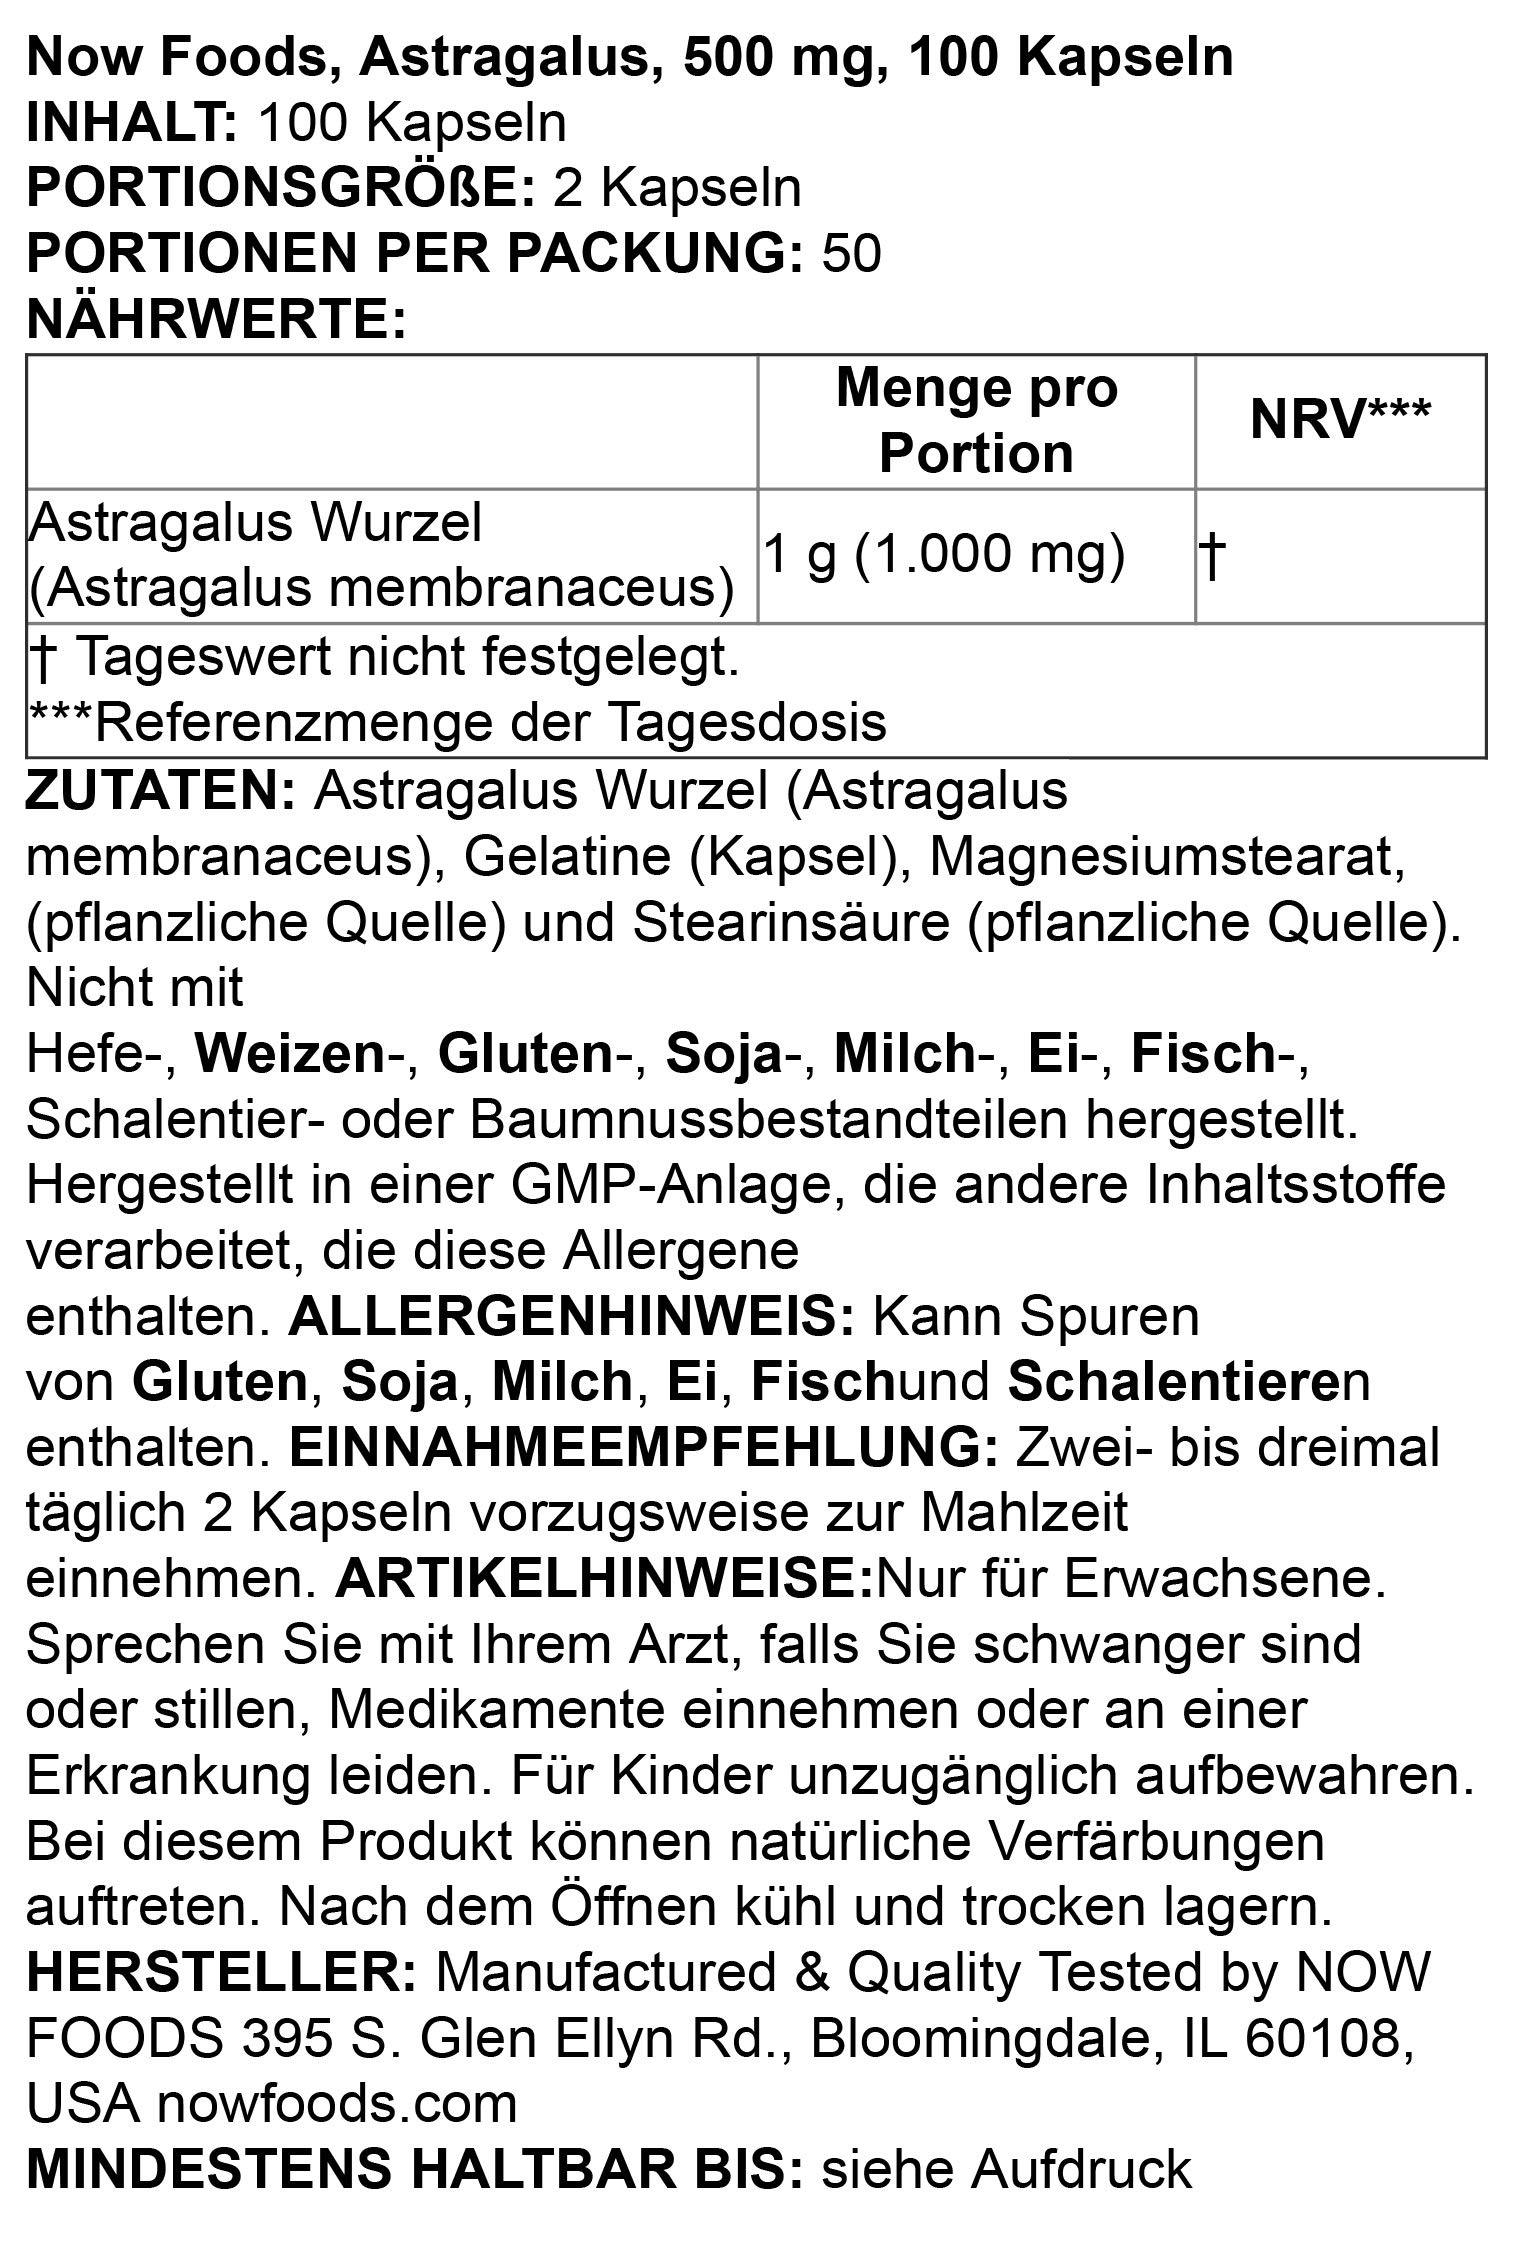 Now Foods, Astragalus, 500 mg, 100 Kapseln
INHALT: 100 Kapseln
PORTIONSGRÖßE: 2 Kapseln
PORTIONEN PER PACKUNG: 50
NÄHRWERTE:
Menge pro
Portion
NRV***
Astragalus Wurzel
(Astragalus membranaceus)
1 g (1.000 mg)
†
† Tageswert nicht festgelegt.
***Referenzmenge der Tagesdosis
ZUTATEN: Astragalus Wurzel (Astragalus
membranaceus), Gelatine (Kapsel), Magnesiumstearat,
(pflanzliche Quelle) und Stearinsäure (pflanzliche Quelle).
Nicht mit
Hefe-, Weizen-, Gluten-, Soja-, Milch-, Ei-, Fisch-,
Schalentier- oder Baumnussbestandteilen hergestellt.
Hergestellt in einer GMP-Anlage, die andere Inhaltsstoffe
verarbeitet, die diese Allergene
enthalten. ALLERGENHINWEIS: Kann Spuren
von Gluten, Soja, Milch, Ei, Fischund Schalentieren
enthalten. EINNAHMEEMPFEHLUNG: Zwei- bis dreimal
täglich 2 Kapseln vorzugsweise zur Mahlzeit
einnehmen. ARTIKELHINWEISE:Nur für Erwachsene.
Sprechen Sie mit Ihrem Arzt, falls Sie schwanger sind
oder stillen, Medikamente einnehmen oder an einer
Erkrankung leiden. Für Kinder unzugänglich aufbewahren.
Bei diesem Produkt können natürliche Verfärbungen
auftreten. Nach dem Öffnen kühl und trocken lagern.
HERSTELLER: Manufactured & Quality Tested by NOW
FOODS 395 S. Glen Ellyn Rd., Bloomingdale, IL 60108,
USA nowfoods.com
MINDESTENS HALTBAR BIS: siehe Aufdruck